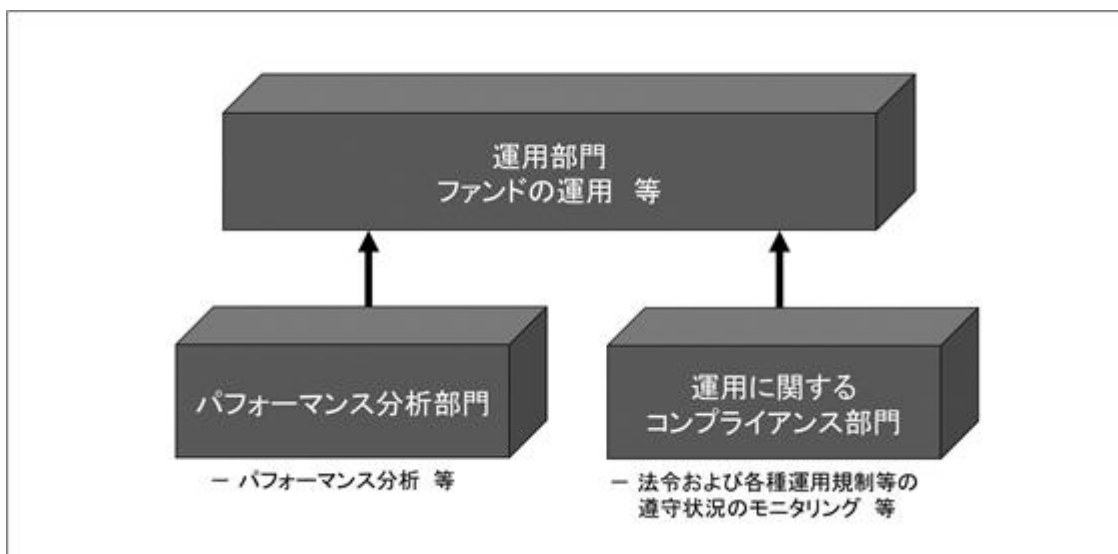 運用部門
ファンドの運用　等
パフォーマンス分析部門
－ パフォーマンス分析　等
運用に関する
コンプライアンス部門
－ 法令および各種運用規制等の
遵守状況のモニタリング　等